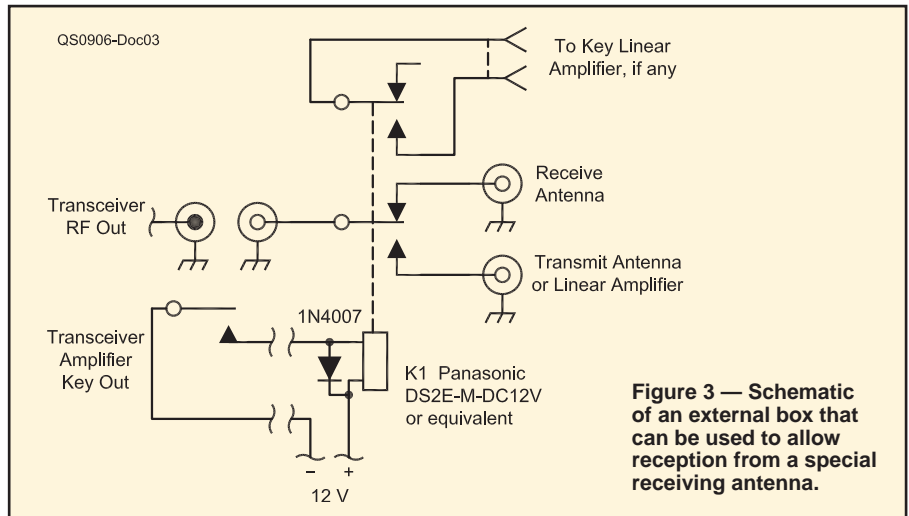 QS0906-Doc03
To Key Linear
Amplifier, if any
Receive
Antenna
Transceiver
RF Out
Transmit Antenna
or Linear Amplifier
1N4007
Transceiver
Amplifier
Key Out
K1 Panasonic
DS2E-M-DC12V
or equivalent
– +
12 V
Figure 3 — Schematic
of an external box that
can be used to allow
reception from a special
receiving antenna.